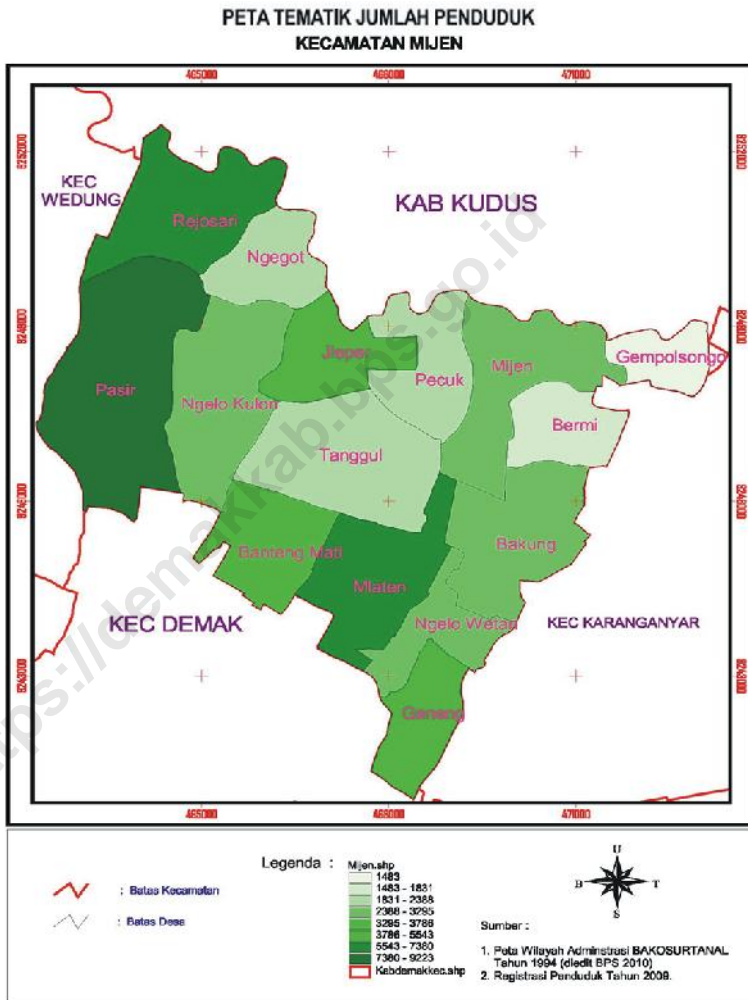 PETA TEMATIK JUMLAH PENDUDUK
KECAMATAN MIJEN
465000 468000 471000
KEC
WEDUNG
KAB KUDUS
Rejosari
Ngegot
Jleper
Mijen
Gempolsongo
Pasir
Ngelo Kulon
Pecuk
Bermi
Tanggul
Banteng Mati
Mlaten
Bakung
KEC DEMAK
Ngelo Wetan
KEC KARANGANYAR
Geneng
465000 468000 471000
https://demakkab.bps.go.id
Legenda :
Mijen.shp
1483
1483 - 1831
1831 - 2388
2388 - 3295
3295 - 3786
3786 - 5543
5543 - 7380
7380 - 9223
Kabdemakkec.shp
: Batas Kecamatan
: Batas Desa
U
B T
S
Sumber :
1. Peta Wilayah Adminstrasi BAKOSURTANAL
Tahun 1994 (diedit BPS 2010)
2. Registrasi Penduduk Tahun 2009.